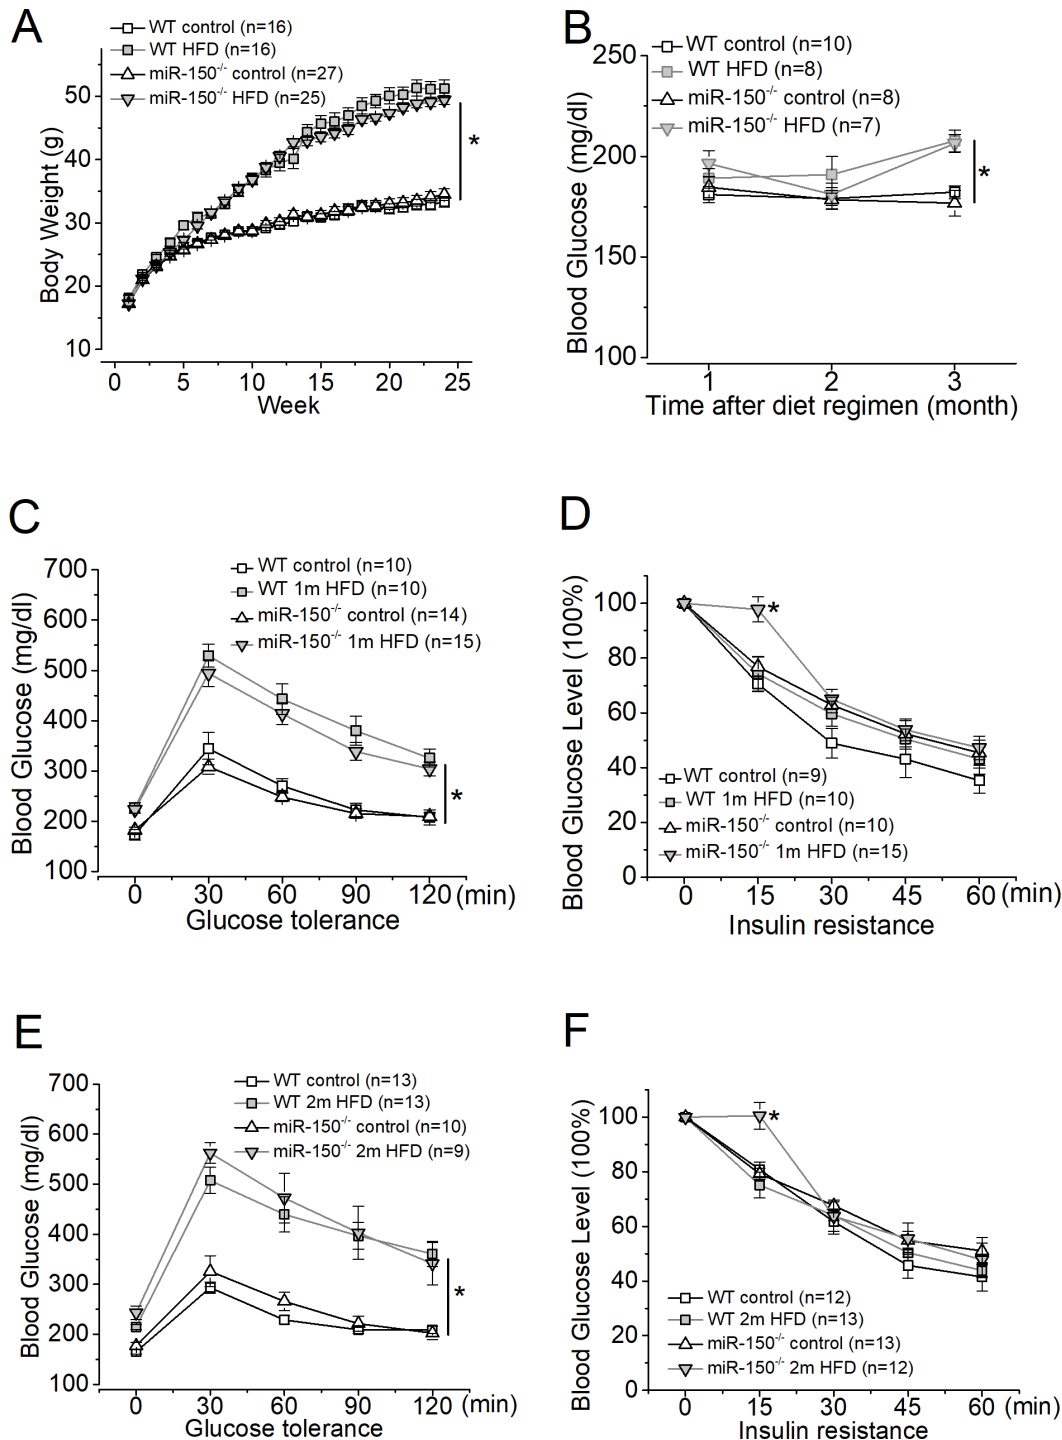 A
WT control (n=16)
WT HFD (n=16)
miR-150-/- control (n=27)
miR-150-/- HFD (n=25)
50
40
30
20
10
Body Weight (g)
*
0 5 10 15 20 25
Week
B
WT control (n=10)
WT HFD (n=8)
miR-150-/- control (n=8)
miR-150-/- HFD (n=7)
250
200
150
100
Blood Glucose (mg/dl)
*
1 2 3
Time after diet regimen (month)
C
WT control (n=10)
WT 1m HFD (n=10)
miR-150-/- control (n=14)
miR-150-/- 1m HFD (n=15)
700
600
500
400
300
200
100
Blood Glucose (mg/dl)
*
0 30 60 90 120 (min)
Glucose tolerance
D
100
80
60
40
20
0
Blood Glucose Level (100%)
*
WT control (n=9)
WT 1m HFD (n=10)
miR-150-/- control (n=10)
miR-150-/- 1m HFD (n=15)
0 15 30 45 60 (min)
Insulin resistance
E
WT control (n=13)
WT 2m HFD (n=13)
miR-150-/- control (n=10)
miR-150-/- 2m HFD (n=9)
700
600
500
400
300
200
100
Blood Glucose (mg/dl)
*
0 30 60 90 120 (min)
Glucose tolerance
F
100
80
60
40
20
0
Blood Glucose Level (100%)
*
WT control (n=12)
WT 2m HFD (n=13)
miR-150-/- control (n=13)
miR-150-/- 2m HFD (n=12)
0 15 30 45 60 (min)
Insulin resistance